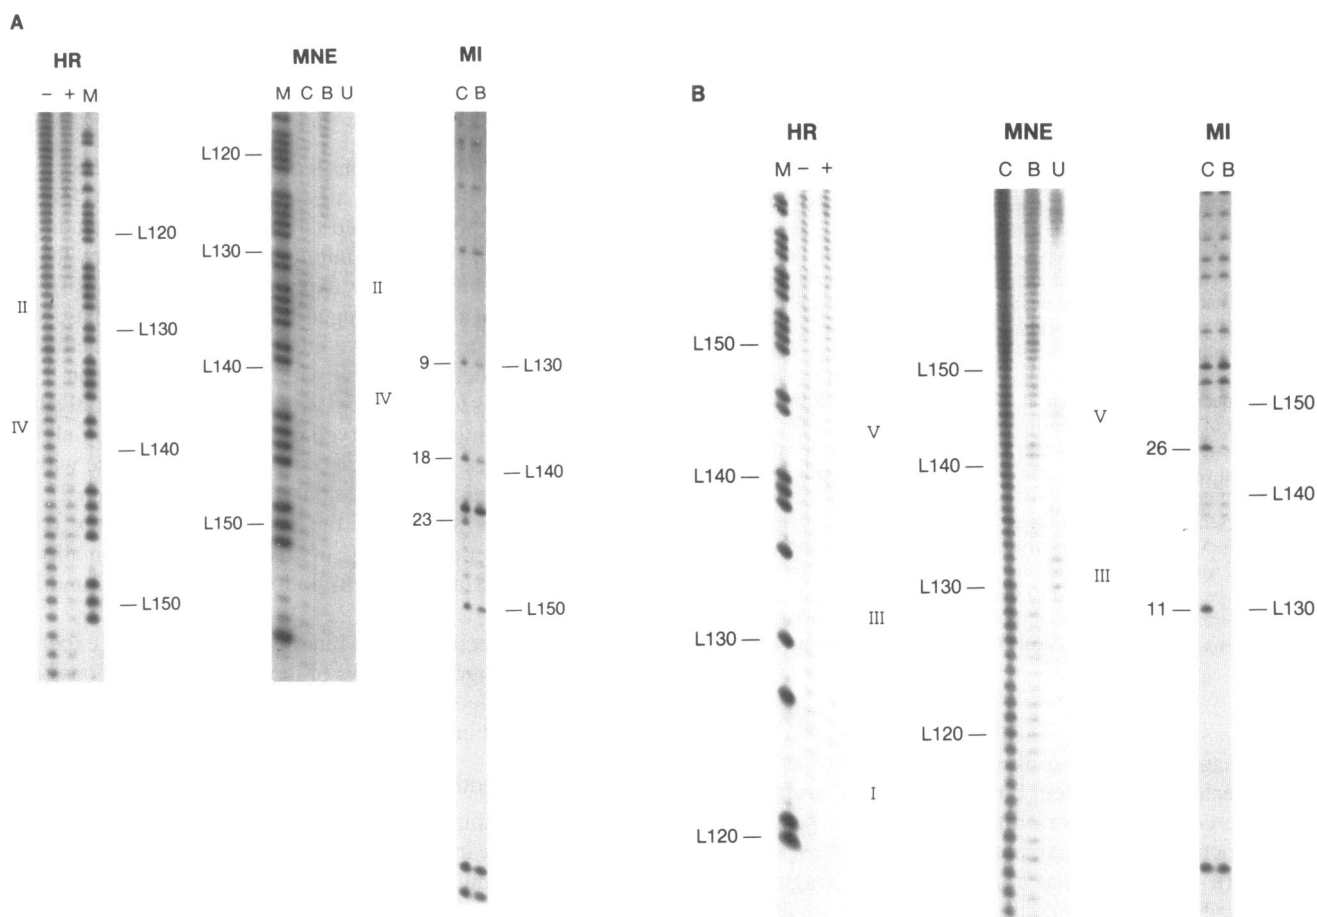 A
HR
− + M
L120
II
L130
IV
L140
L150
MNE
M C B U
L120
L130
II
L140
IV
L150
MI
C B
9
L130
18
L140
23
L150
B
HR
M − +
L150
V
L140
L130
III
I
L120
MNE
C B U
L150
V
L140
L130
III
L120
MI
C B
L150
26
L140
11
L130